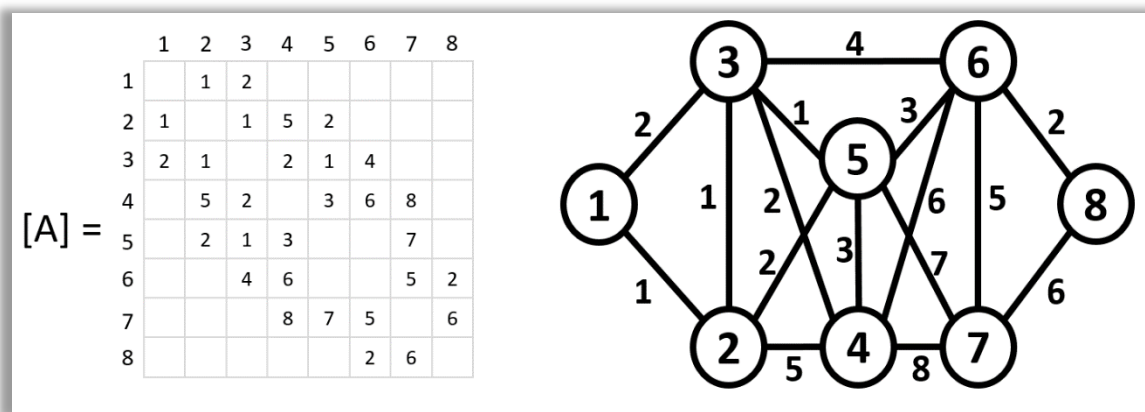 1 2 3 4 5 6 7 8
1 1 2
2 1 1 5 2
3 2 1 2 1 4
4 5 2 3 6 8
[A] =
5 2 1 3 7
6 4 6 5 2
7 8 7 5 6
8 2 6
3 4 6
2 1 3 2
5
1 1 2 6 5 8
2 3 7
1 6
2 5 4 8 7